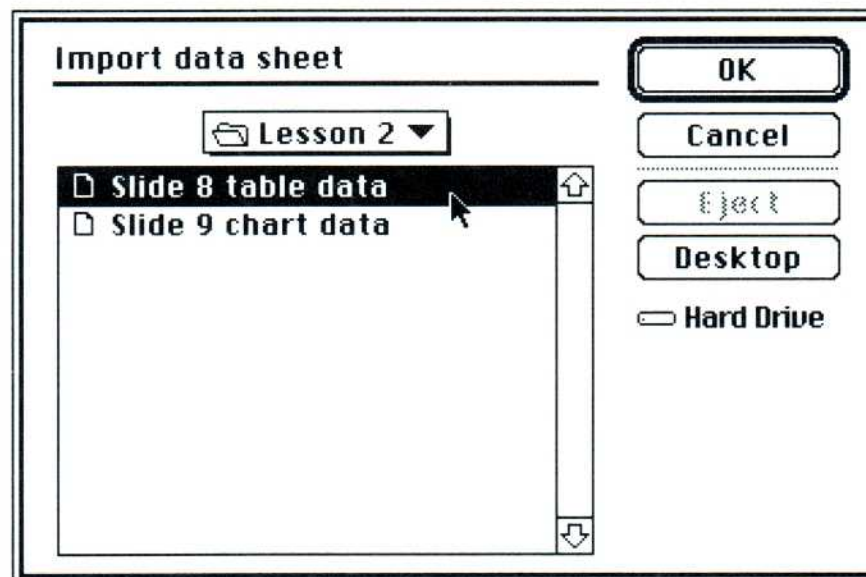 Import data sheet
Lesson 2
Slide 8 table data
Slide 9 chart data
OK
Cancel
Eject
Desktop
Hard Drive